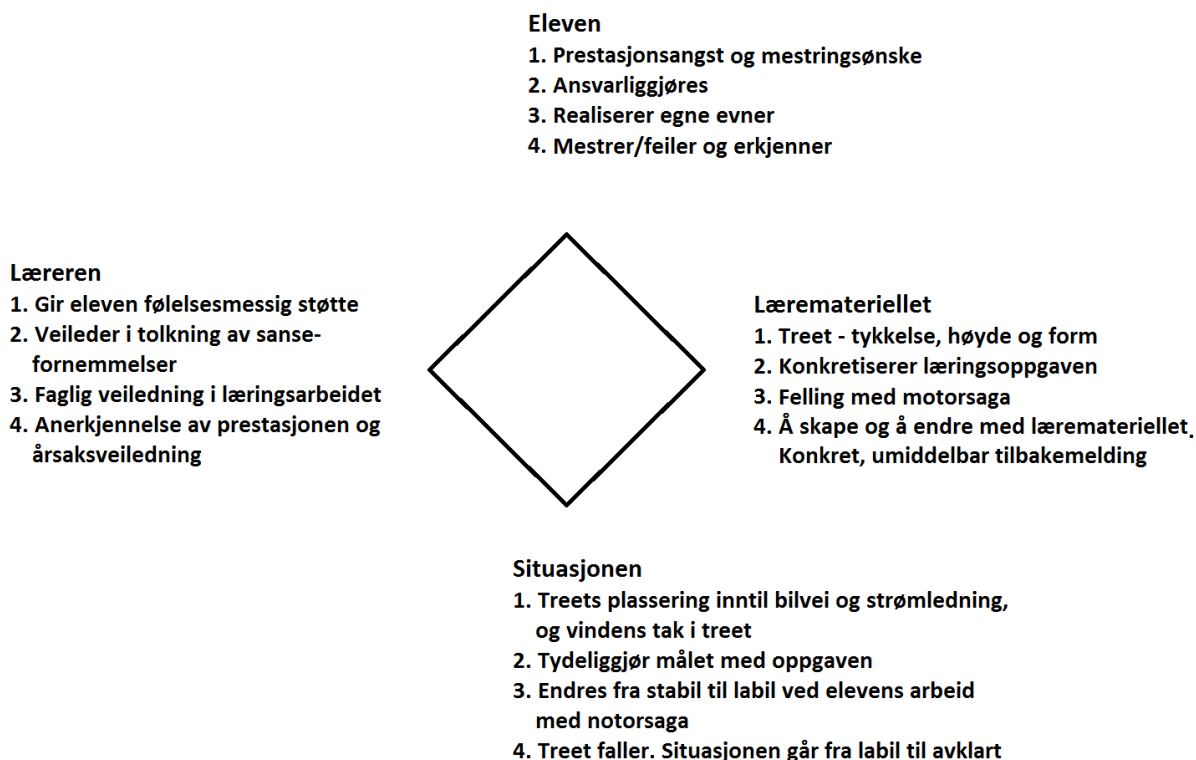 Eleven
1. Prestasjonsangst og mestringsønske
2. Ansvarliggjøres
3. Realiserer egne evner
4. Mestrer/feiler og erkjenner
Læreren
1. Gir eleven følelsesmessig støtte
2. Veileder i tolkning av sanse-
fornemmelser
3. Faglig veiledning i læringsarbeidet
4. Anerkjennelse av prestasjonen og
årsaksveiledning
Læremateriellet
1. Treet - tykkelse, høyde og form
2. Konkretiserer læringsoppgaven
3. Felling med motorsaga
4. Å skape og å endre med læremateriellet.
Konkret, umiddelbar tilbakemelding
Situasjonen
1. Treets plassering inntil bilvei og strømledning,
og vindens tak i treet
2. Tydeliggjør målet med oppgaven
3. Endres fra stabil til labil ved elevens arbeid
med notorsaga
4. Treet faller. Situasjonen går fra labil til avklart